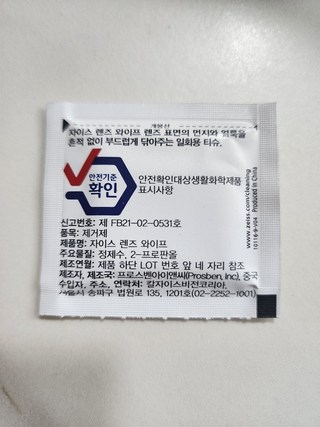 개봉선
자이스 렌즈 와이프 렌즈 표면의 먼지와 얼룩을
흔적 없이 부드럽게 닦아주는 일회용 티슈.
안전기준
확인
안전확인대상생활화학제품
표시사항
신고번호: 제 FB21-02-0531호
품목: 제거제
제품명: 자이스 렌즈 와이프
주요물질: 정제수, 2-프로판올
제조연월: 제품 하단 LOT 번호 앞 네 자리 참조
제조자, 제조국: 프로스벤아이앤씨(Prosben, Inc), 중국
수입자, 주소, 연락처: 칼자이스비전코리아,
서울시 송파구 법원로 135, 1201호(02-2252-1001)
www.zeiss.com/cleaning
Produced in China